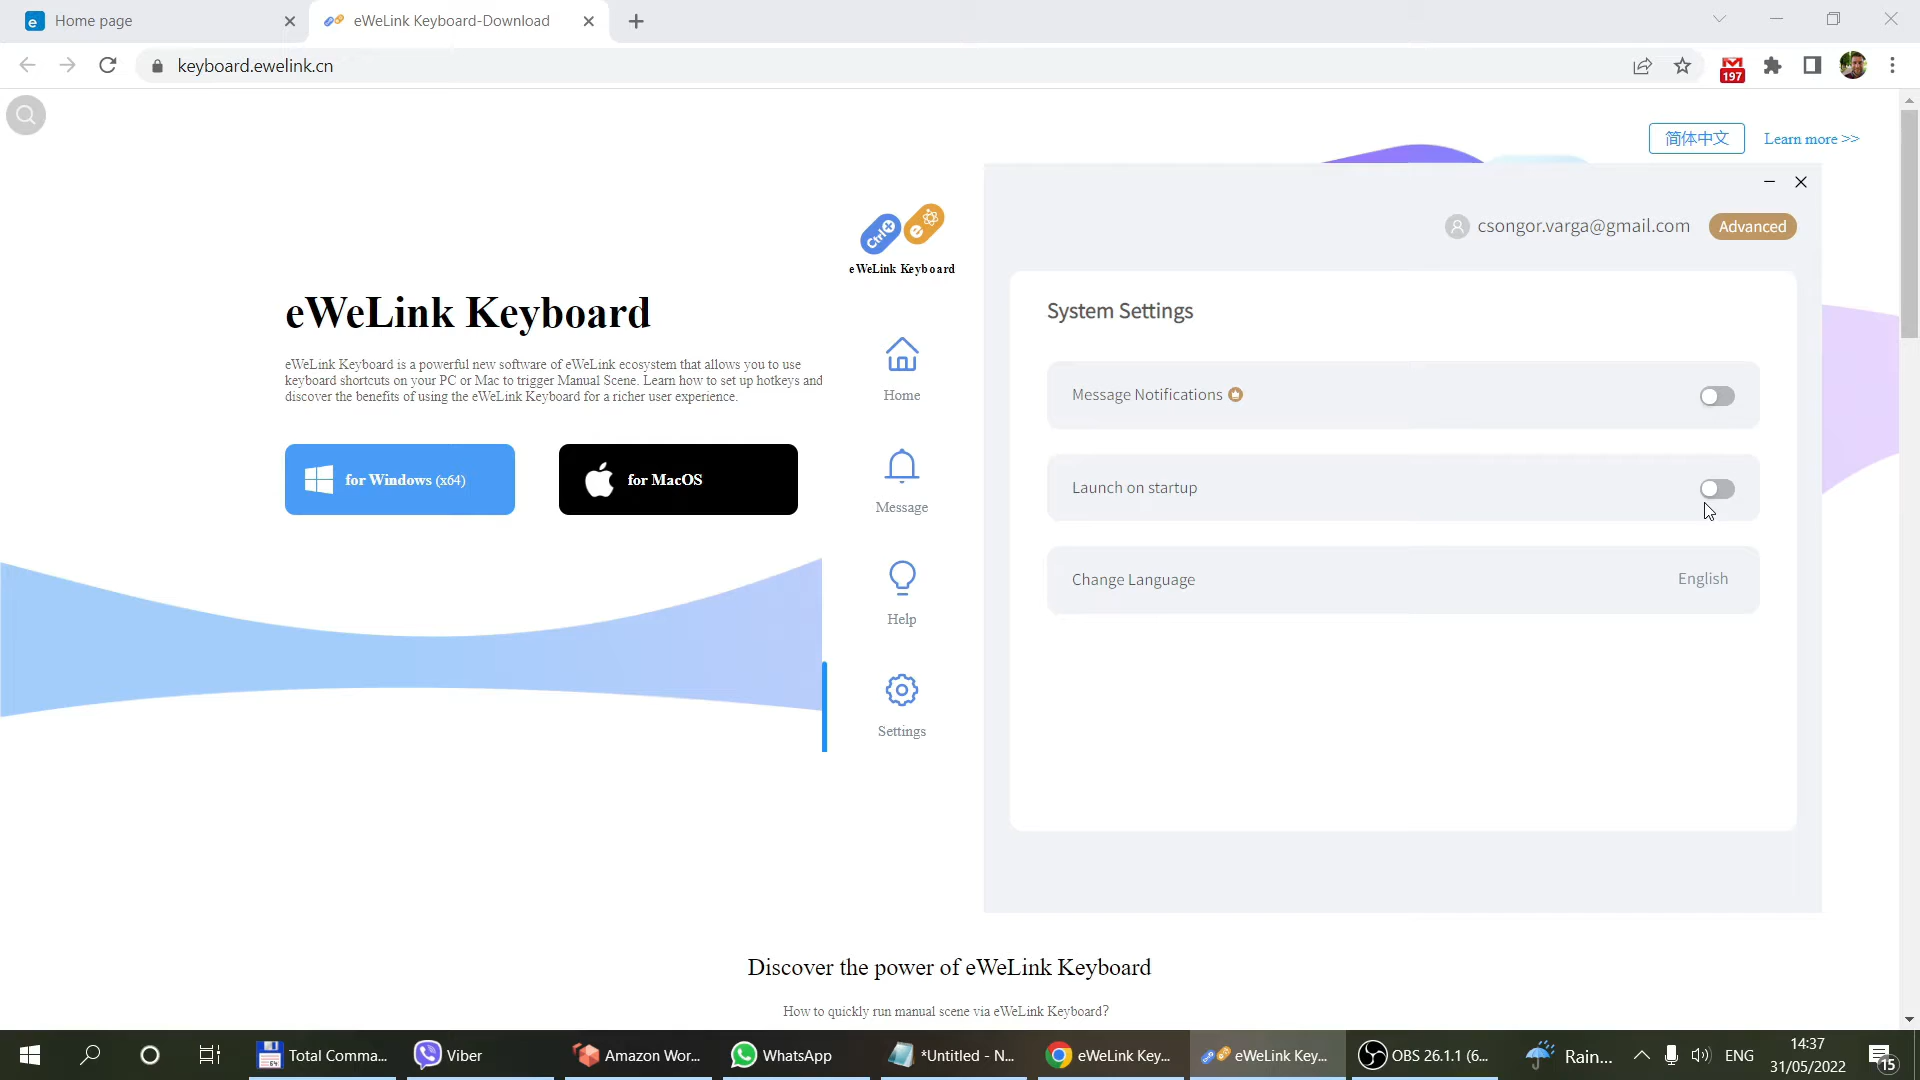 Home page
eWeLink Keyboard-Download
keyboard.ewelink.cn
197
简体中文
Learn more >>
Ctrl
e
eWeLink Keyboard
csongor.varga@gmail.com
Advanced
eWeLink Keyboard
eWeLink Keyboard is a powerful new software of eWeLink ecosystem that allows you to use
keyboard shortcuts on your PC or Mac to trigger Manual Scene. Learn how to set up hotkeys and
discover the benefits of using the eWeLink Keyboard for a richer user experience.
for Windows (x64)
for MacOS
Home
Message
Help
Settings
System Settings
Message Notifications
Launch on startup
Change Language
English
Discover the power of eWeLink Keyboard
How to quickly run manual scene via eWeLink Keyboard?
Total Comma...
Viber
Amazon Wor...
WhatsApp
*Untitled - N...
eWeLink Key...
eWeLink Key...
OBS 26.1.1 (6...
Rain...
ENG
14:37
31/05/2022
15